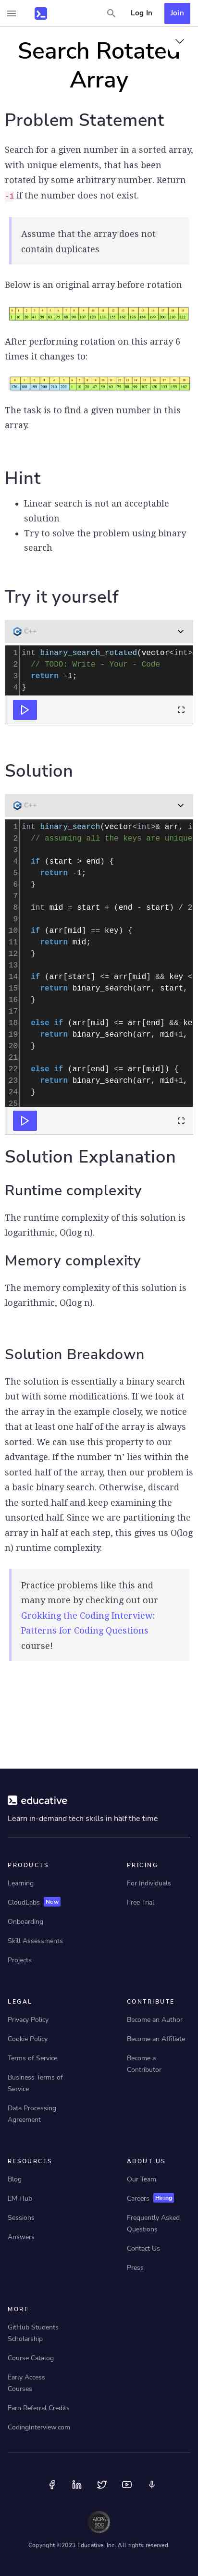 Log In
Join
Search Rotated
Array
Problem Statement
Search for a given number in a sorted array,
with unique elements, that has been
rotated by some arbitrary number. Return
-1 if the number does not exist.
Assume that the array does not
contain duplicates
Below is an original array before rotation
After performing rotation on this array 6
times it changes to:
The task is to find a given number in this
array.
Hint
• Linear search is not an acceptable
solution
• Try to solve the problem using binary
search
Try it yourself
C++
1 int binary_search_rotated(vector<int>
2 // TODO: Write - Your - Code
3 return -1;
4 }
Solution
C++
1 int binary_search(vector<int>& arr, i
2 // assuming all the keys are unique
3
4 if (start > end) {
5 return -1;
6 }
7
8 int mid = start + (end - start) / 2
9
10 if (arr[mid] == key) {
11 return mid;
12 }
13
14 if (arr[start] <= arr[mid] && key <
15 return binary_search(arr, start,
16 }
17
18 else if (arr[mid] <= arr[end] && ke
19 return binary_search(arr, mid+1,
20 }
21
22 else if (arr[end] <= arr[mid]) {
23 return binary_search(arr, mid+1,
24 }
25
Solution Explanation
Runtime complexity
The runtime complexity of this solution is
logarithmic, O(log n).
Memory complexity
The memory complexity of this solution is
logarithmic, O(log n).
Solution Breakdown
The solution is essentially a binary search
but with some modifications. If we look at
the array in the example closely, we notice
that at least one half of the array is always
sorted. We can use this property to our
advantage. If the number ‘n’ lies within the
sorted half of the array, then our problem is
a basic binary search. Otherwise, discard
the sorted half and keep examining the
unsorted half. Since we are partitioning the
array in half at each step, this gives us O(log
n) runtime complexity.
Practice problems like this and
many more by checking out our
Grokking the Coding Interview:
Patterns for Coding Questions
course!
educative
Learn in-demand tech skills in half the time
PRODUCTS
Learning
CloudLabs New
Onboarding
Skill Assessments
Projects
PRICING
For Individuals
Free Trial
LEGAL
Privacy Policy
Cookie Policy
Terms of Service
Business Terms of
Service
Data Processing
Agreement
CONTRIBUTE
Become an Author
Become an Affiliate
Become a
Contributor
RESOURCES
Blog
EM Hub
Sessions
Answers
ABOUT US
Our Team
Careers Hiring
Frequently Asked
Questions
Contact Us
Press
MORE
GitHub Students
Scholarship
Course Catalog
Early Access
Courses
Earn Referral Credits
CodingInterview.com
Copyright ©2023 Educative, Inc. All rights reserved.